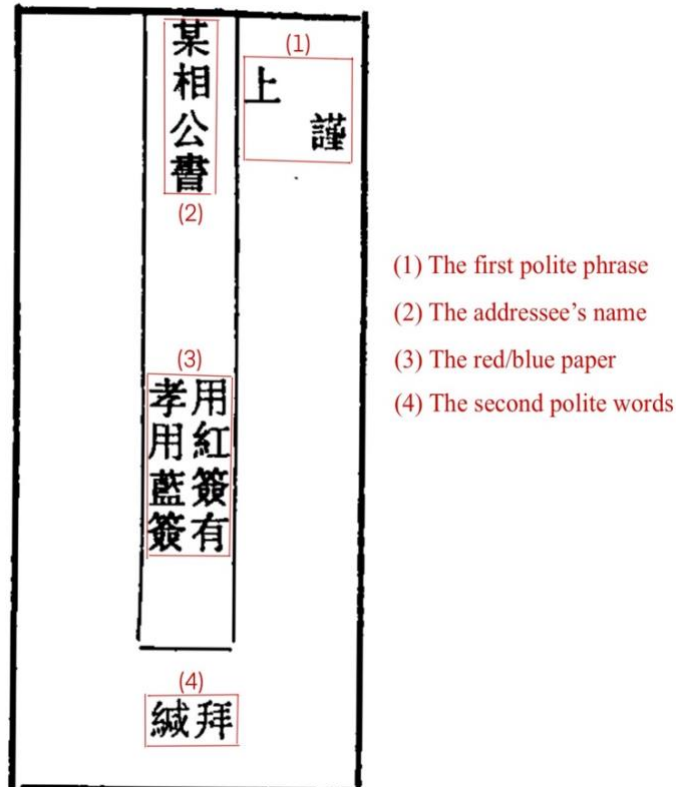 (1)
謹
上
某相公書
(2)
(3)
用紅簽有
孝用藍簽
(4)
拜
緘
(1) The first polite phrase
(2) The addressee’s name
(3) The red/blue paper
(4) The second polite words